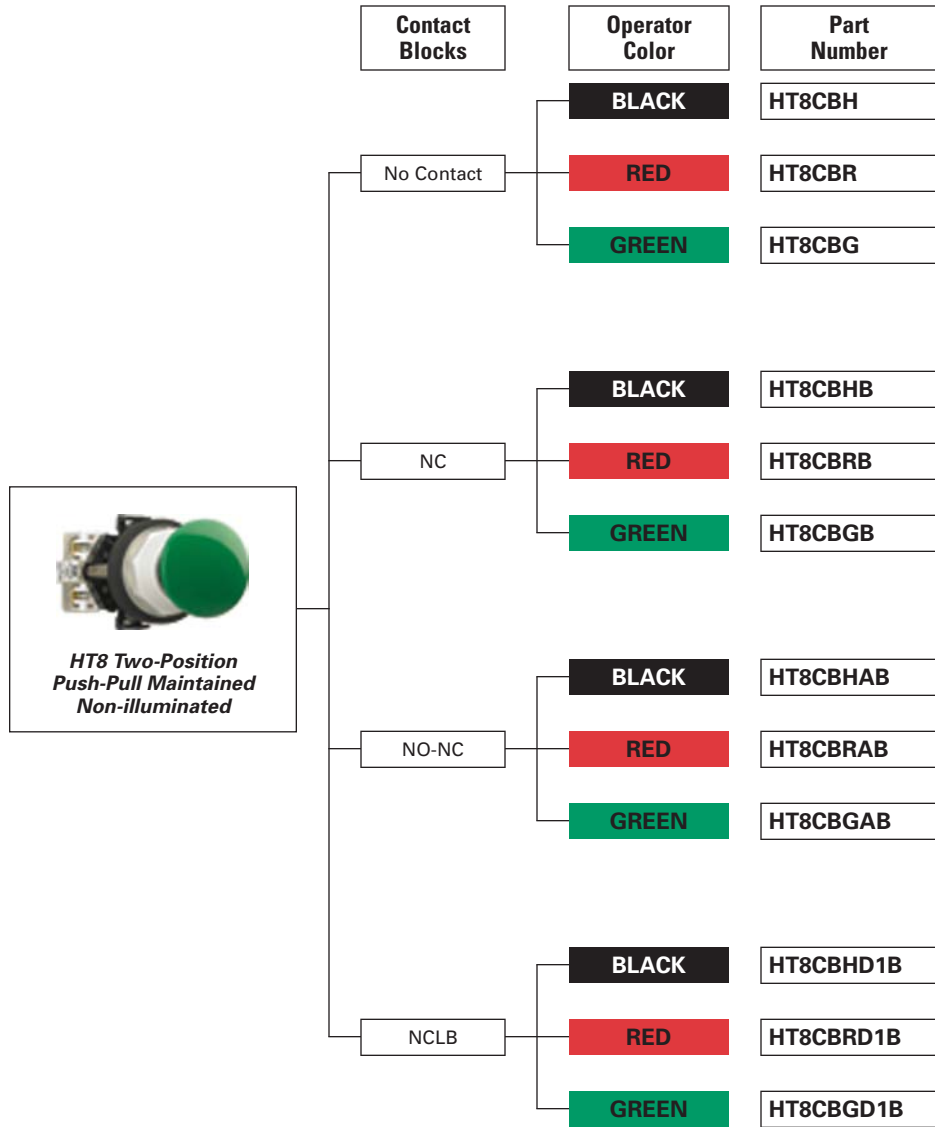 Contact
Blocks
Operator
Color
Part
Number
BLACK
HT8CBH
No Contact
RED
HT8CBR
GREEN
HT8CBG
BLACK
HT8CBHB
NC
RED
HT8CBRB
GREEN
HT8CBGB
HT8 Two-Position
Push-Pull Maintained
Non-illuminated
BLACK
HT8CBHAB
NO-NC
RED
HT8CBRAB
GREEN
HT8CBGAB
BLACK
HT8CBHD1B
NCLB
RED
HT8CBRD1B
GREEN
HT8CBGD1B